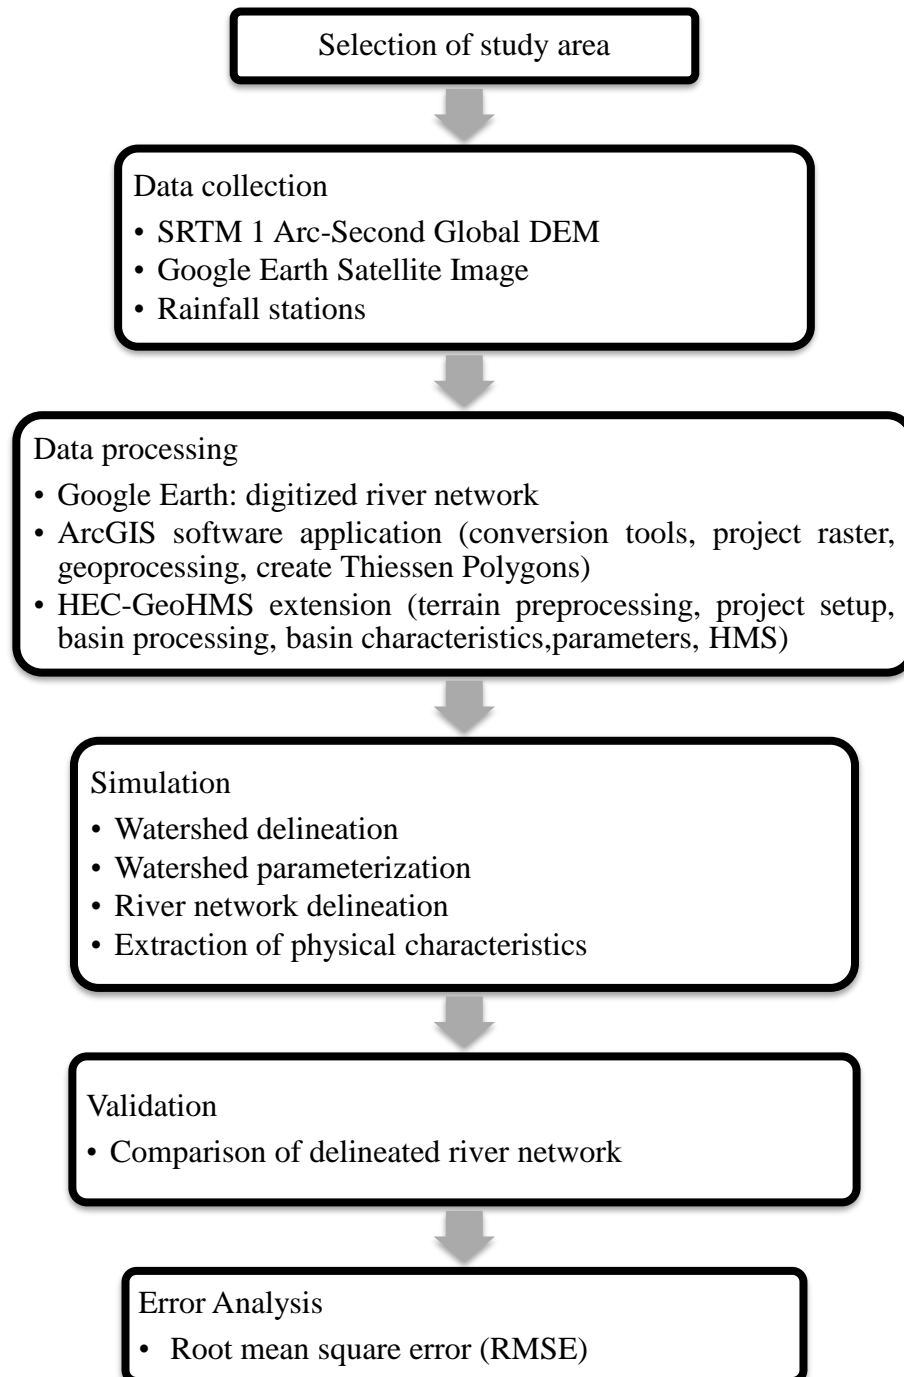 Selection of study area
Data collection
• SRTM 1 Arc-Second Global DEM
• Google Earth Satellite Image
• Rainfall stations
Data processing
• Google Earth: digitized river network
• ArcGIS software application (conversion tools, project raster,
geoprocessing, create Thiessen Polygons)
• HEC-GeoHMS extension (terrain preprocessing, project setup,
basin processing, basin characteristics,parameters, HMS)
Simulation
• Watershed delineation
• Watershed parameterization
• River network delineation
• Extraction of physical characteristics
Validation
• Comparison of delineated river network
Error Analysis
• Root mean square error (RMSE)